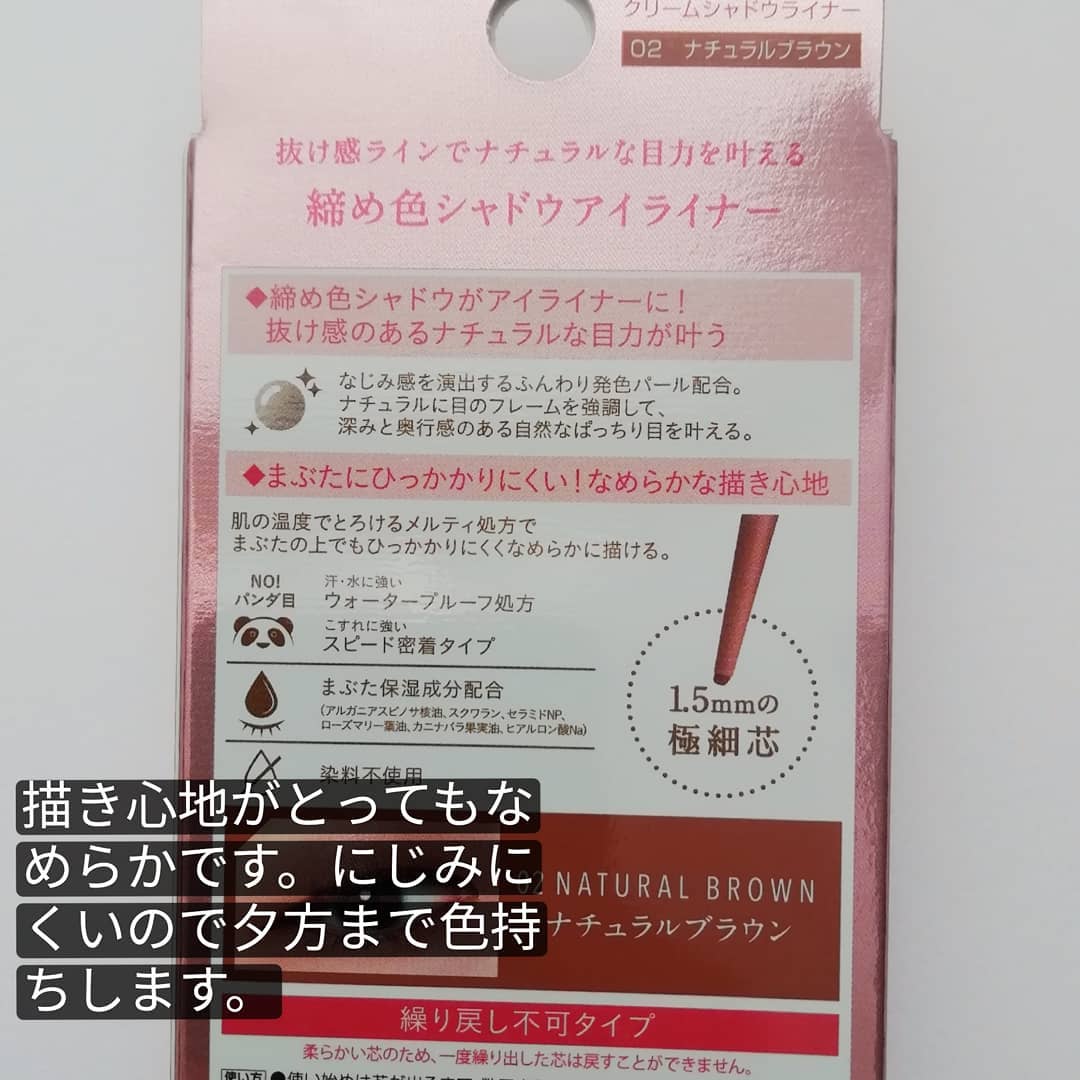 クリームシャドウライナー
02 ナチュラルブラウン
抜け感ラインでナチュラルな目力を叶える
締め色シャドウアイライナー
◆締め色シャドウがアイライナーに！
抜け感のあるナチュラルな目力が叶う
なじみ感を演出するふんわり発色パール配合。
ナチュラルに目のフレームを強調して、
深みと奥行感のある自然なぱっちり目を叶える。
◆まぶたにひっかかりにくい！なめらかな描き心地
肌の温度でとろけるメルティ処方で
まぶたの上でもひっかかりにくくなめらかに描ける。
NO!
パンダ目
汗・水に強い
ウォータープルーフ処方
こすれに強い
スピード密着タイプ
まぶた保湿成分配合
（アルガニアスピノサ核油、スクワラン、セラミドNP、
ローズマリー葉油、カニナバラ果実油、ヒアルロン酸Na）
染料不使用
1.5mmの
極細芯
描き心地がとってもな
めらかです。にじみに
くいので夕方まで色持
ちします。
02 NATURAL BROWN
ナチュラルブラウン
繰り戻し不可タイプ
柔らかい芯のため、一度繰り出した芯は戻すことができません。
使い方